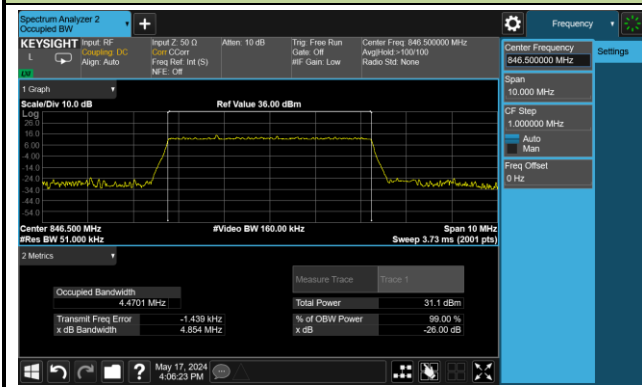 Spectrum Analyzer 2
Occupied BW
Frequency
KEYSIGHT
L
LXI
Input: RF
Coupling: DC
Align: Auto
Input Z: 50 Ω
Corr CCorr
Freq Ref: Int (S)
NFE: Off
Atten: 10 dB
Trig: Free Run
Gate: Off
#IF Gain: Low
Center Freq: 846.500000 MHz
Avg|Hold:>100/100
Radio Std: None
Center Frequency
846.500000 MHz
Settings
Span
10.000 MHz
CF Step
1.000000 MHz
Auto
Man
Freq Offset
0 Hz
1 Graph
Scale/Div 10.0 dB
Ref Value 36.00 dBm
Log
26.0
16.0
6.00
-4.00
-14.0
-24.0
-34.0
-44.0
-54.0
Center 846.500 MHz
#Video BW 160.00 kHz
Span 10 MHz
#Res BW 51.000 kHz
Sweep 3.73 ms (2001 pts)
2 Metrics
Measure Trace
Trace 1
Occupied Bandwidth
4.4701 MHz
Total Power
31.1 dBm
Transmit Freq Error
-1.439 kHz
% of OBW Power
99.00 %
x dB Bandwidth
4.854 MHz
x dB
-26.00 dB
May 17, 2024
4:06:23 PM